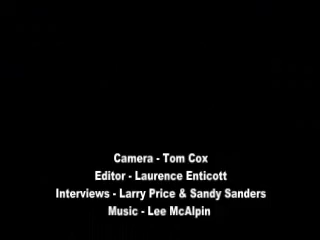 Camera - Tom Cox
Editor - Laurence Enticott
Interviews - Larry Price & Sandy Sanders
Music - Lee McAlpin